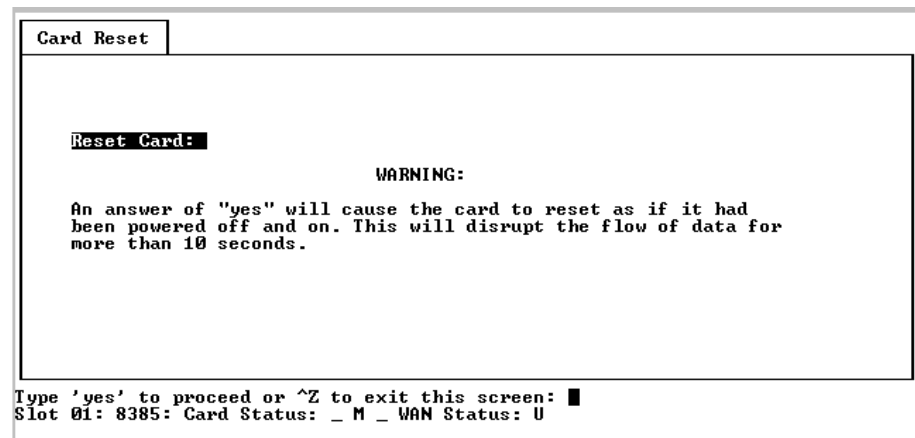 Card Reset
Reset Card:
WARNING:
An answer of "yes" will cause the card to reset as if it had
been powered off and on. This will disrupt the flow of data for
more than 10 seconds.
Type 'yes' to proceed or ^Z to exit this screen:
Slot 01: 8385: Card Status: _ M _ WAN Status: U